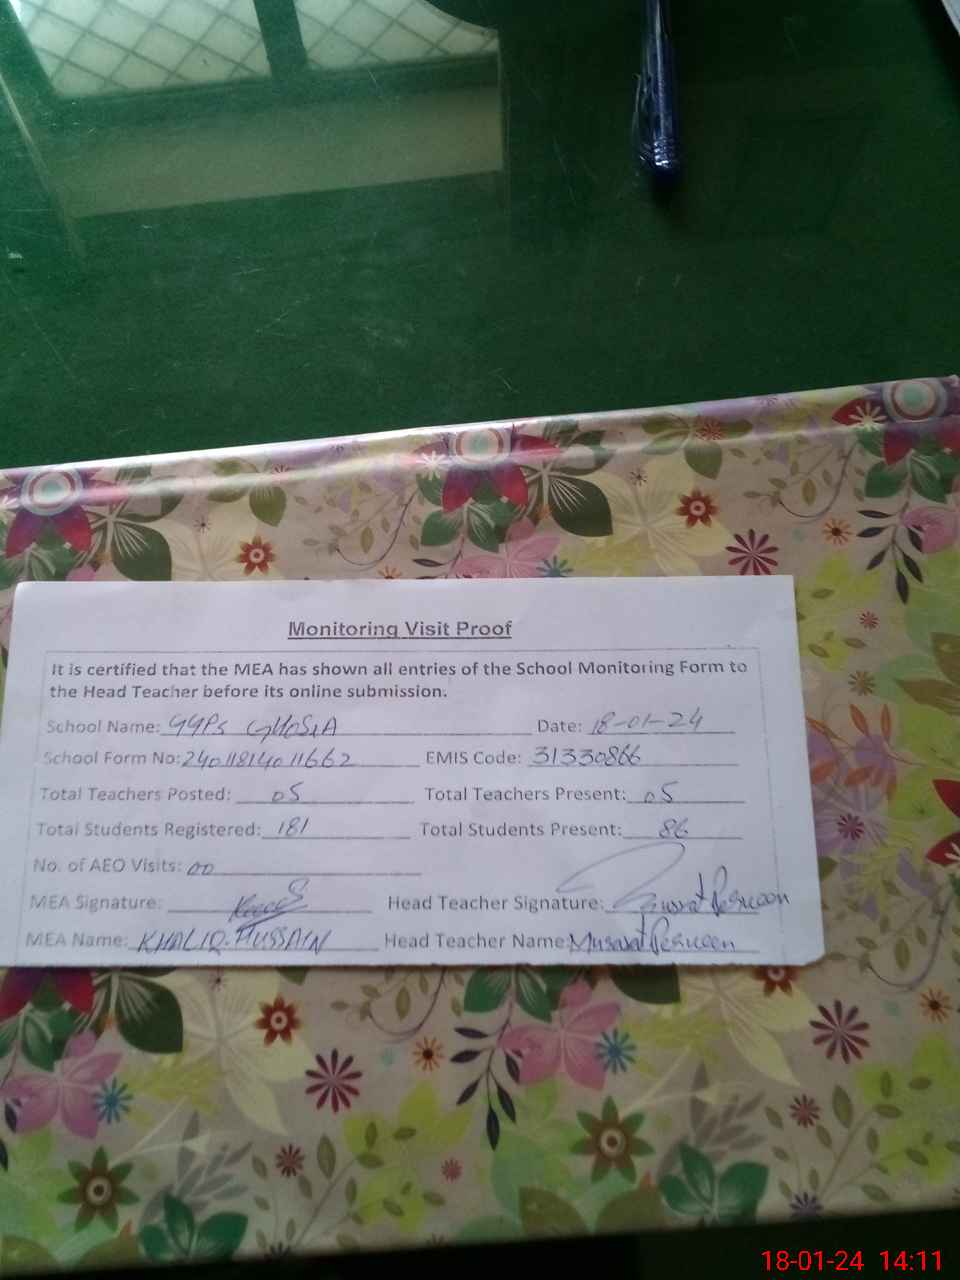 Monitoring Visit Proof
It is certified that the MEA has shown all entries of the School Monitoring Form to
the Head Teacher before its online submission.
School Name: GGPS GHOSIA Date: 18-01-24
School Form No: 240118140 11662 EMIS Code: 31330866
Total Teachers Posted: 05 Total Teachers Present: 05
Total Students Registered: 181 Total Students Present: 86
No. of AEO Visits: 00
MEA Signature: Head Teacher Signature: Musarat Perveen
MEA Name: KHALIQ-HUSSAIN Head Teacher Name: Musarat Perveen
18-01-24 14:11